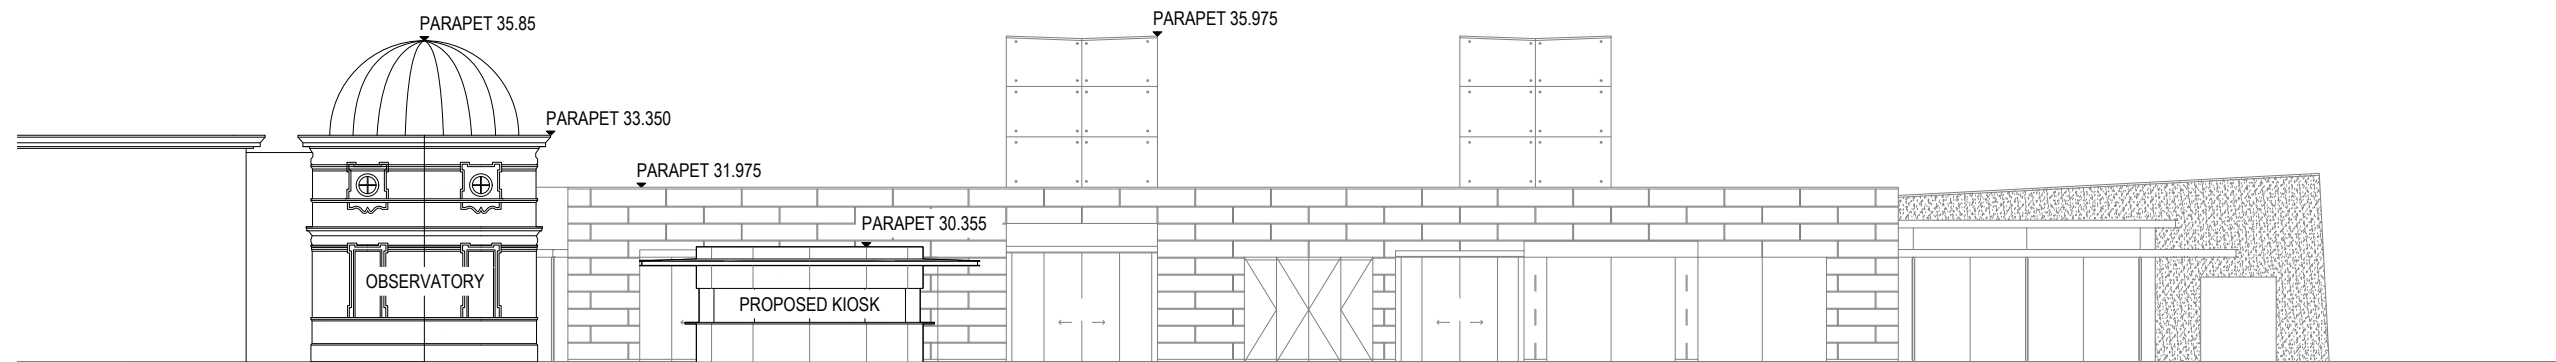 PARAPET 35.85
PARAPET 35.975
PARAPET 33.350
PARAPET 31.975
PARAPET 30.355
OBSERVATORY
PROPOSED KIOSK